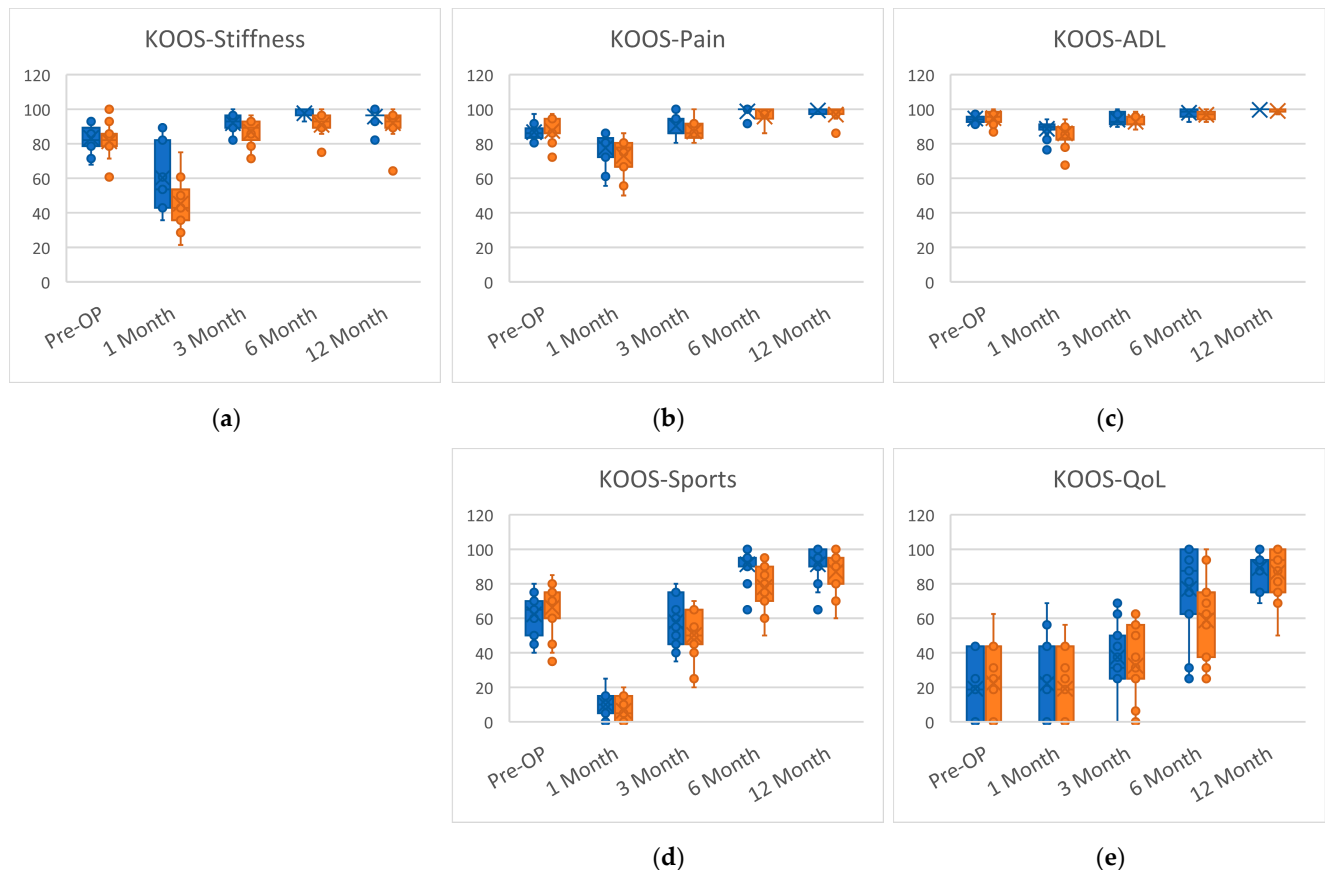 KOOS-Stiffness
120
100
80
60
40
20
0
Pre-OP
1 Month
3 Month
6 Month
12 Month
(a)
KOOS-Pain
120
100
80
60
40
20
0
Pre-OP
1 Month
3 Month
6 Month
12 Month
(b)
KOOS-ADL
120
100
80
60
40
20
0
Pre-OP
1 Month
3 Month
6 Month
12 Month
(c)
KOOS-Sports
120
100
80
60
40
20
0
Pre-OP
1 Month
3 Month
6 Month
12 Month
(d)
KOOS-QoL
120
100
80
60
40
20
0
Pre-OP
1 Month
3 Month
6 Month
12 Month
(e)